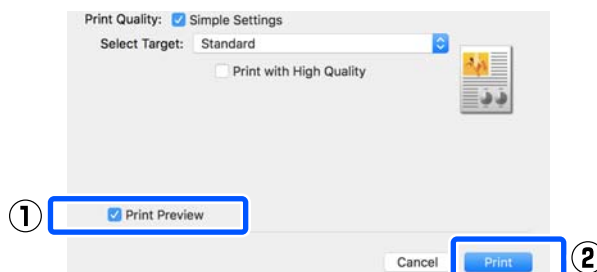 Print Quality: Simple Settings
Select Target: Standard
Print with High Quality
① Print Preview
Cancel Print ②